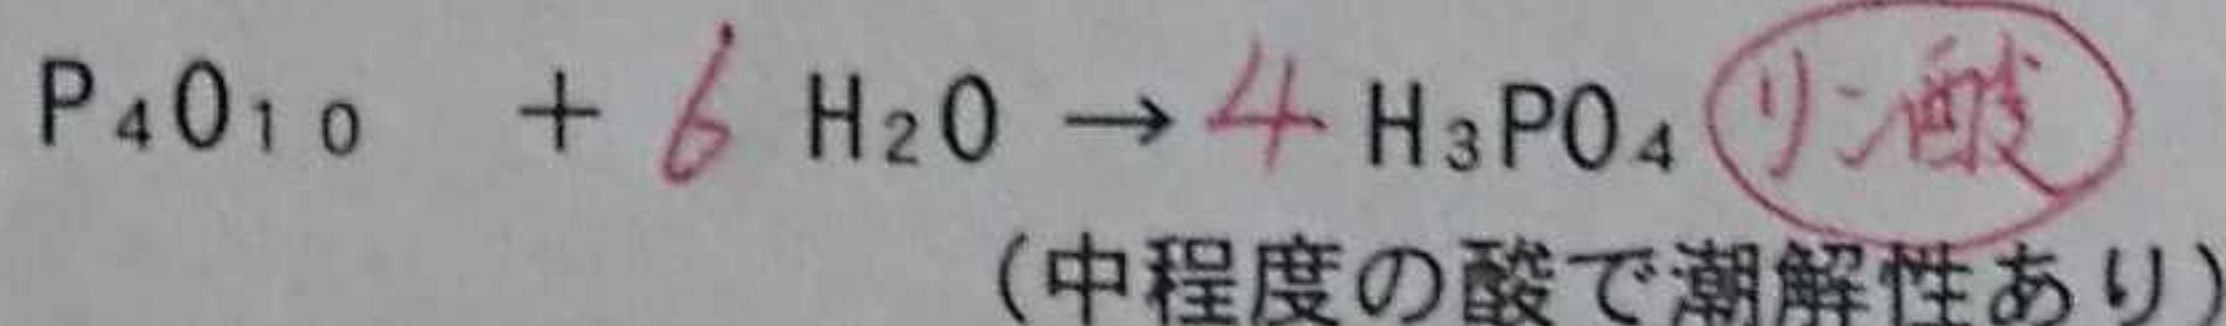 P₄O₁₀ + 6 H₂O → 4 H₃PO₄ リン酸
(中程度の酸で潮解性あり)